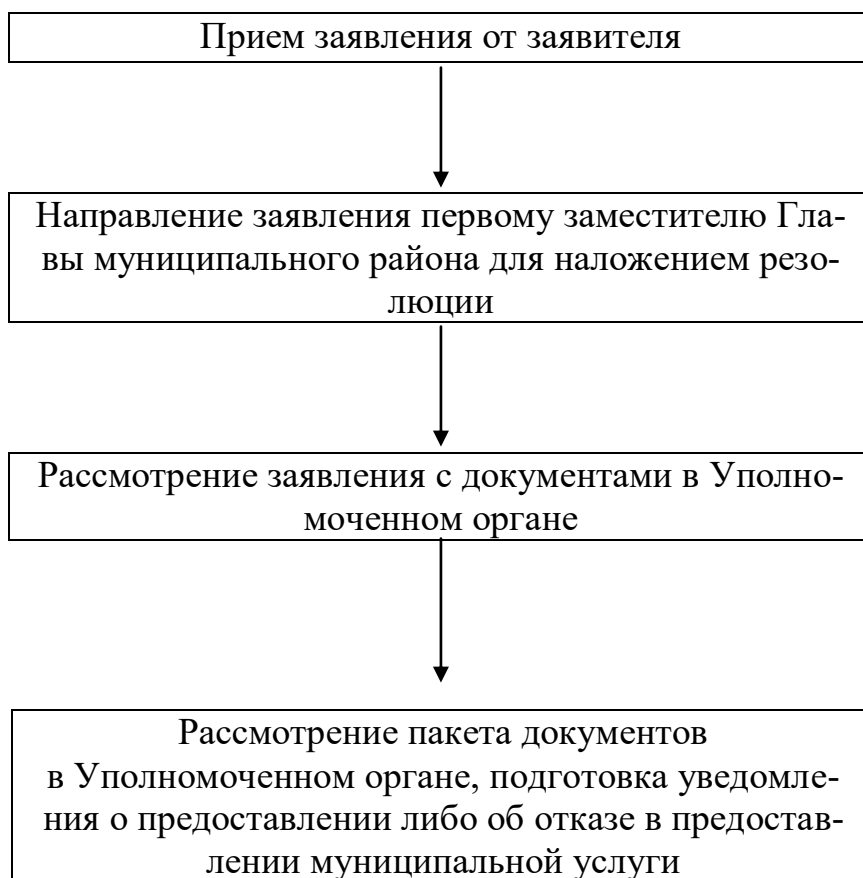 Прием заявления от заявителя
Направление заявления первому заместителю Гла-
вы муниципального района для наложением резо-
люции
Рассмотрение заявления с документами в Уполно-
моченном органе
Рассмотрение пакета документов
в Уполномоченном органе, подготовка уведомле-
ния о предоставлении либо об отказе в предостав-
лении муниципальной услуги